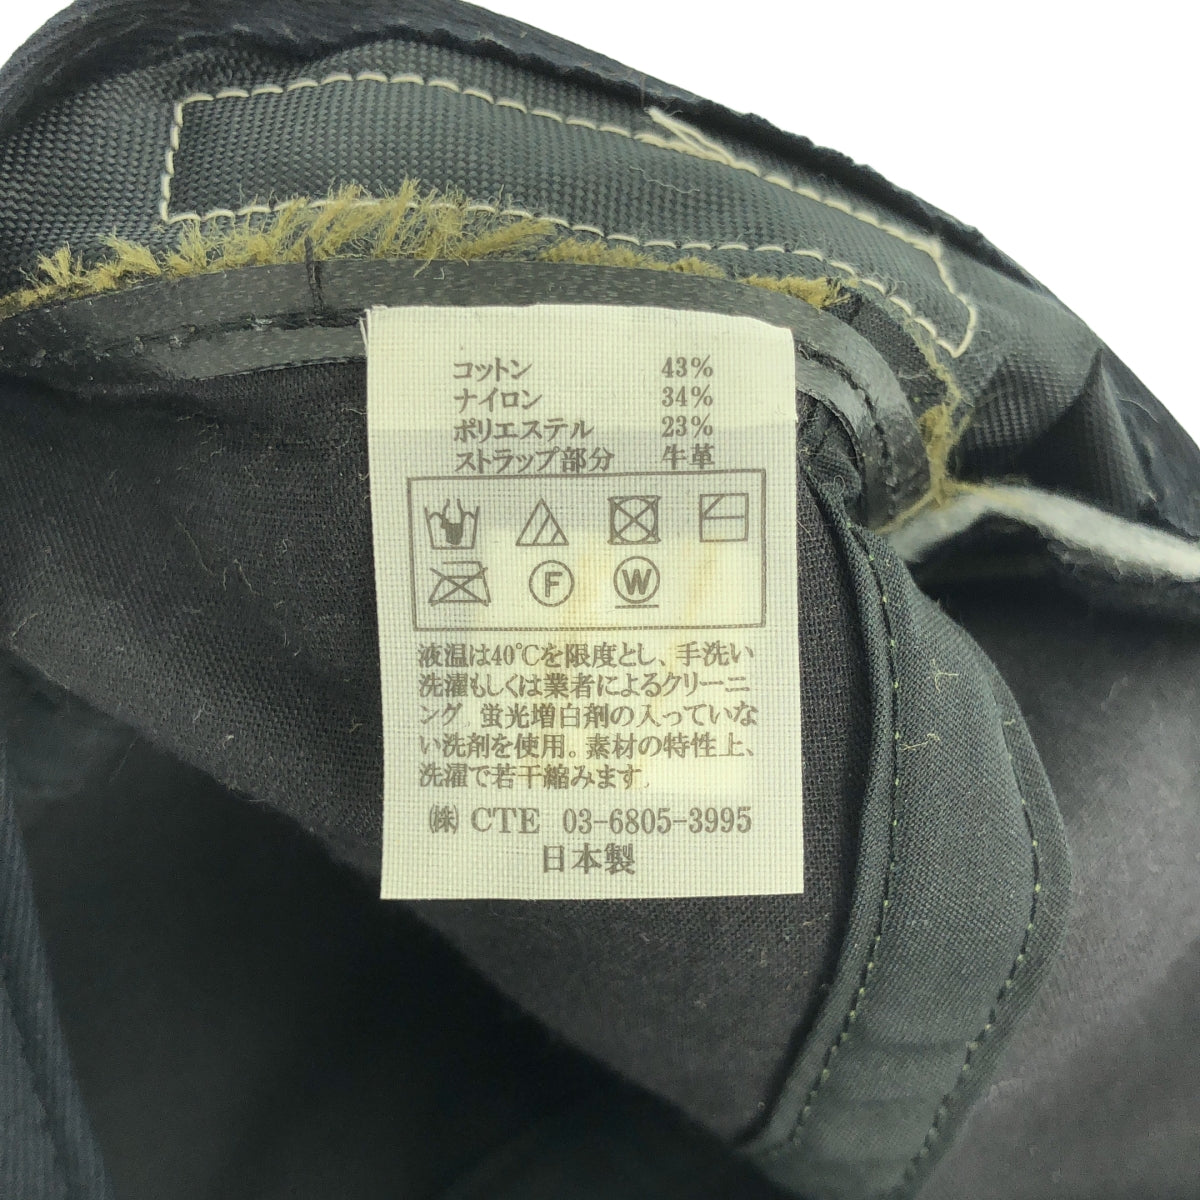 コットン 43%
ナイロン 34%
ポリエステル 23%
ストラップ部分 牛革
F W
液温は40℃を限度とし、手洗い
洗濯もしくは業者によるクリーニ
ング。蛍光増白剤の入っていな
い洗剤を使用。素材の特性上、
洗濯で若干縮みます。
㈱ CTE 03-6805-3995
日本製